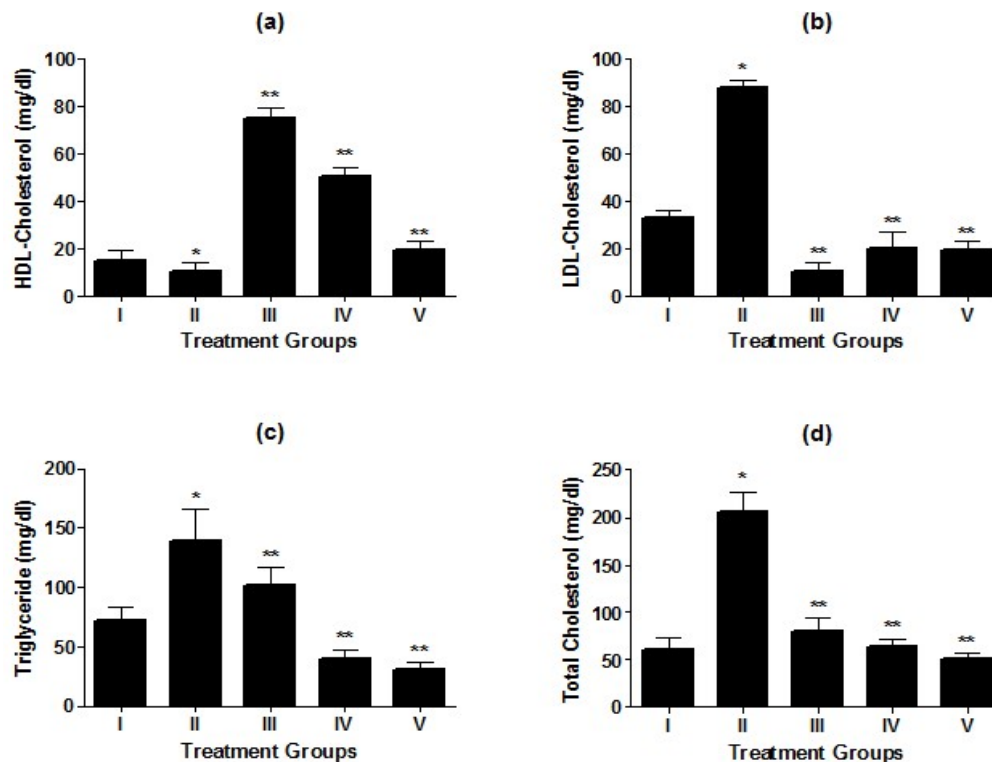 (a)
HDL-Cholesterol (mg/dl)
100
80
60
40
20
0
*
**
**
**
I II III IV V
Treatment Groups
(b)
LDL-Cholesterol (mg/dl)
100
80
60
40
20
0
*
**
**
**
I II III IV V
Treatment Groups
(c)
Triglyceride (mg/dl)
200
150
100
50
0
*
**
**
**
I II III IV V
Treatment Groups
(d)
Total Cholesterol (mg/dl)
250
200
150
100
50
0
*
**
**
**
I II III IV V
Treatment Groups